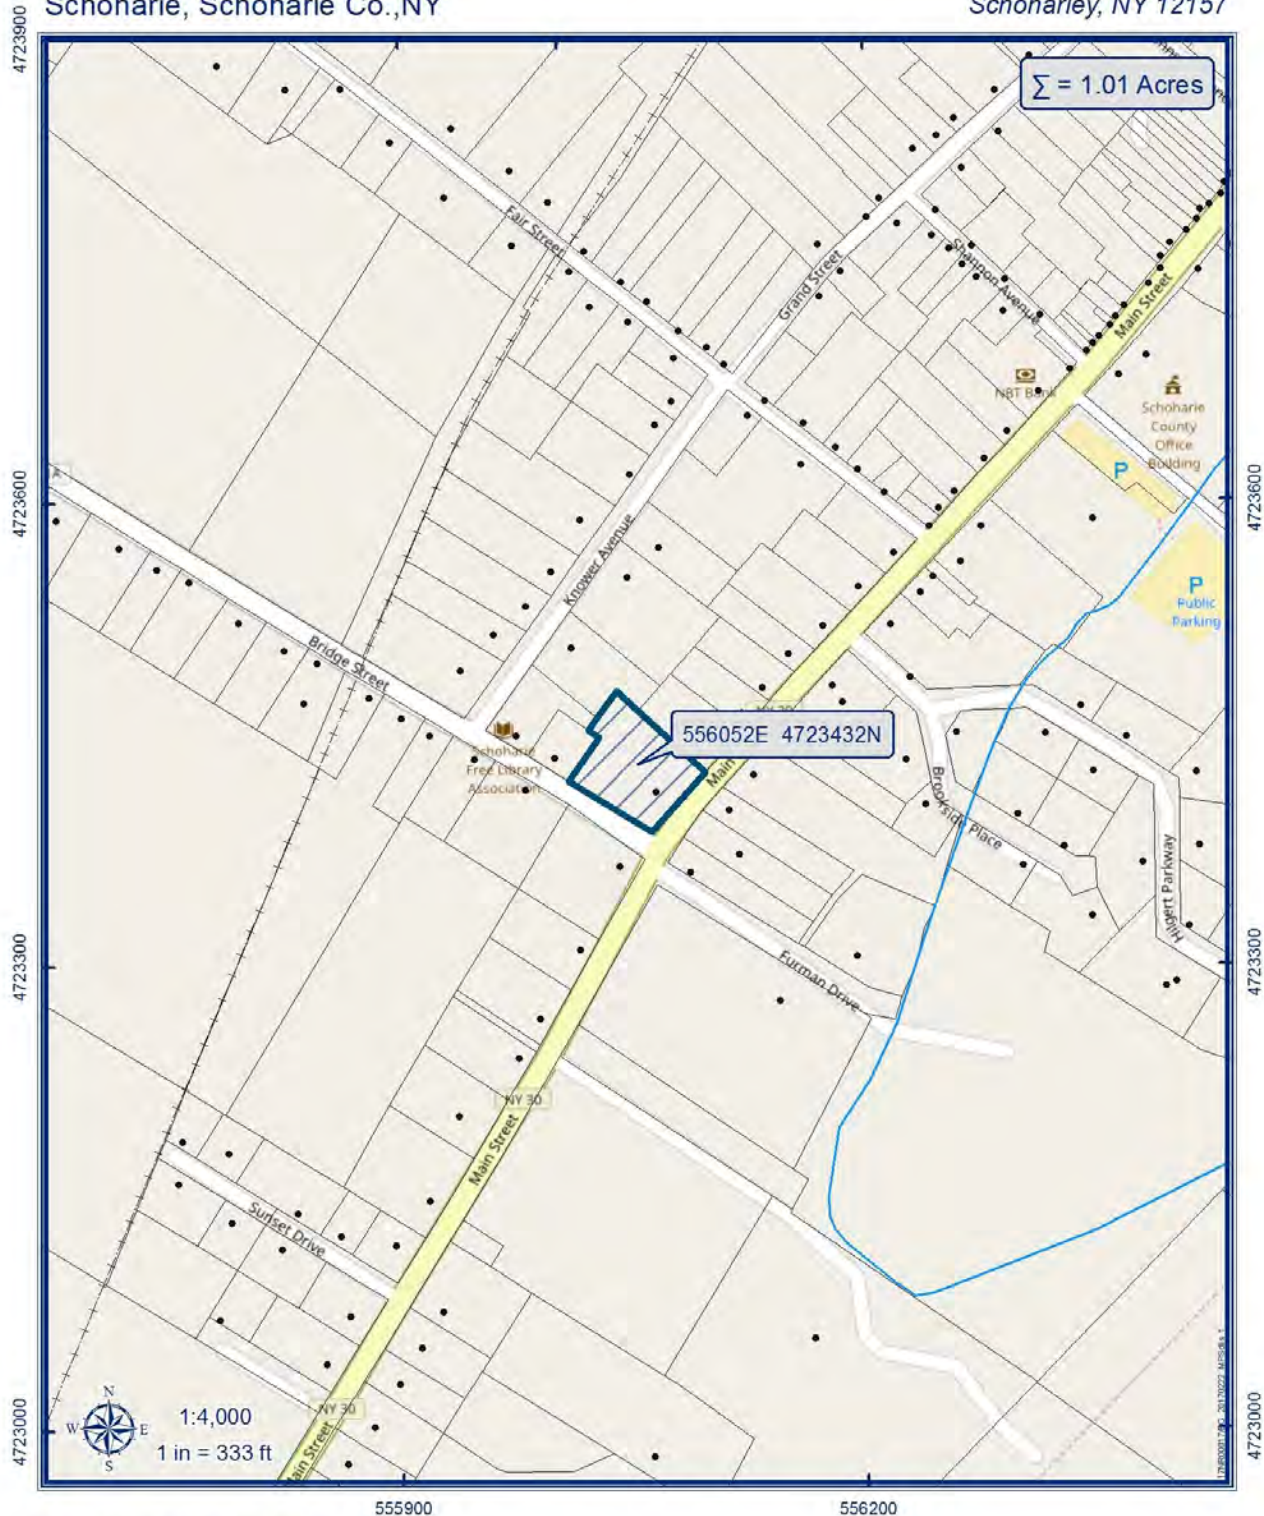 Schoharie, Schoharie Co.,NY
Schoharley, NY 12157
4723900
∑ = 1.01 Acres
Fair Street
Grand Street
Shannon Avenue
Main Street
NBT Bank
Schoharie
County
Office
Building
P
4723600
4723600
Knower Avenue
P
Public
Parking
Bridge Street
NY 30
556052E 4723432N
Schoharie
Free Library
Association
Main
Brookside Place
Hilgert Parkway
4723300
4723300
Furman Drive
NY 30
Main Street
Sunset Drive
N
W E
S
1:4,000
1 in = 333 ft
NY 30
Main Street
4723000
4723000
555900
556200